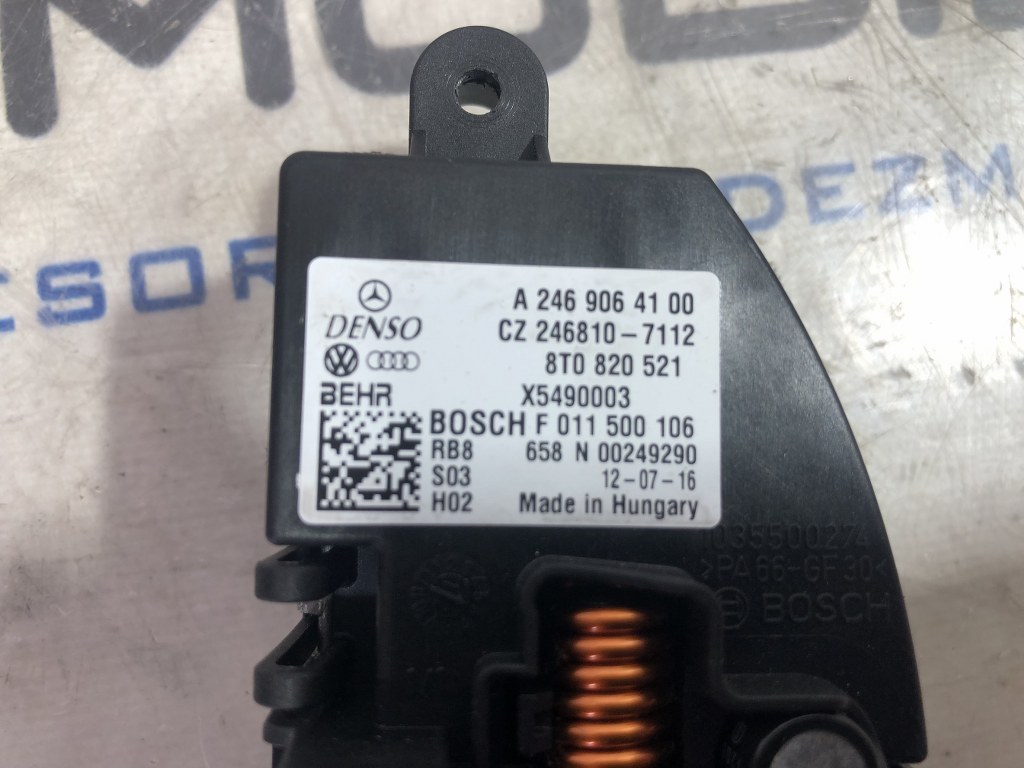 A 246 906 41 00
DENSO CZ 246810-7112
8T0 820 521
BEHR X5490003
BOSCH F 011 500 106
RB8 658 N 00249290
S03 12-07-16
H02 Made in Hungary
1035500274
>PA66-GF30<
BOSCH